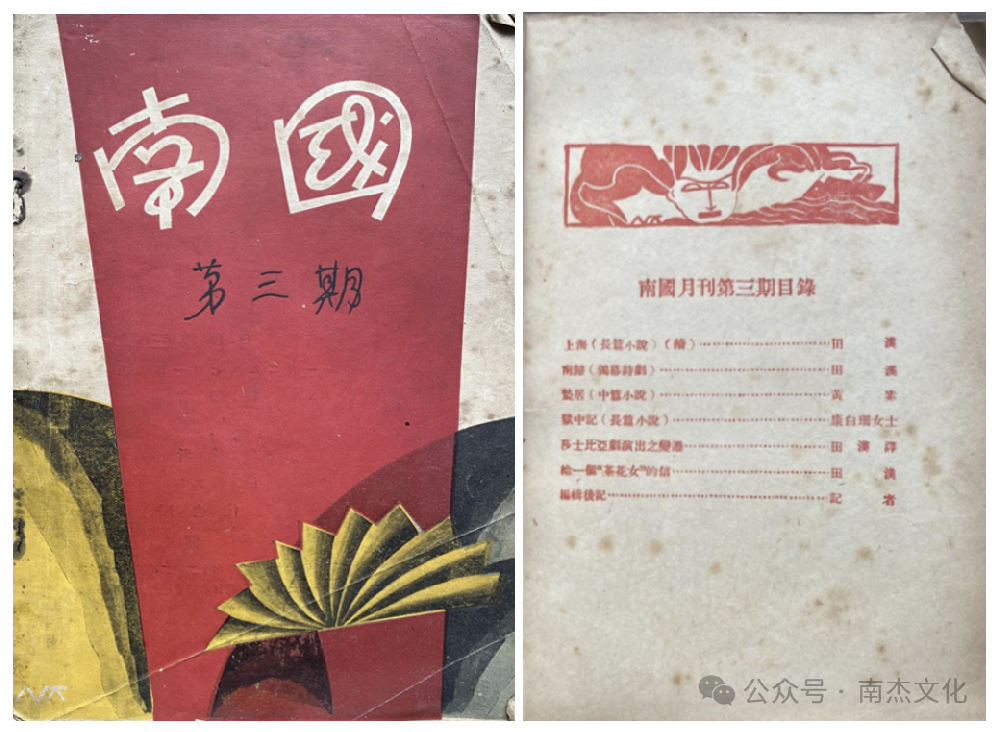 南國
第三期
南國月刊第三期目錄
上海（長篇小說）（續）……田漢
南歸（獨幕詩劇）……田漢
蟄居（中篇小說）……黃素
獄中記（長篇小說）……康白珊女士
莎士比亞劇演出之變遷……田漢譯
給一個“茶花女”的信……田漢
編輯後記……記者
公众号·南杰文化